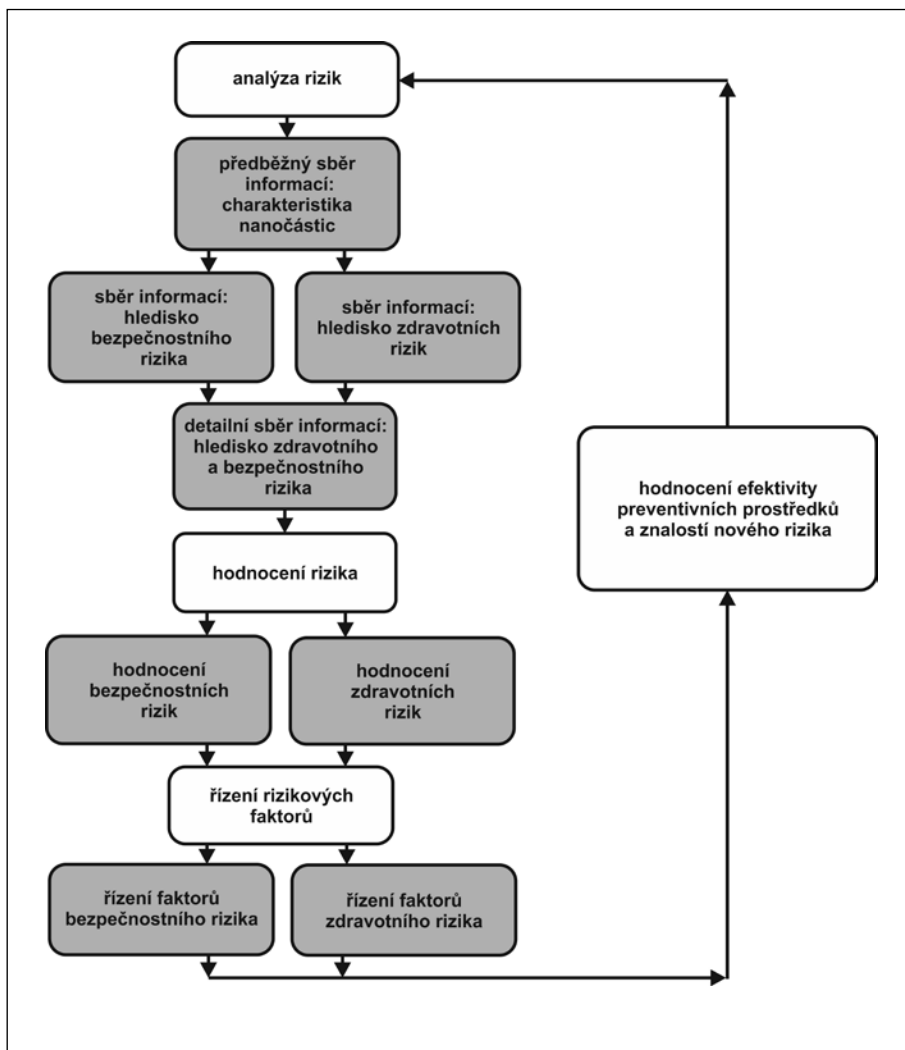 analýza rizik
předběžný sběr
informací:
charakteristika
nanočástic
sběr informací:
hledisko
bezpečnostního
rizika
sběr informací:
hledisko zdravotních
rizik
detailní sběr informací:
hledisko zdravotního
a bezpečnostního
rizika
hodnocení rizika
hodnocení
bezpečnostních
rizik
hodnocení
zdravotních
rizik
řízení rizikových
faktorů
řízení faktorů
bezpečnostního rizika
řízení faktorů
zdravotního rizika
hodnocení efektivity
preventivních prostředků
a znalostí nového rizika